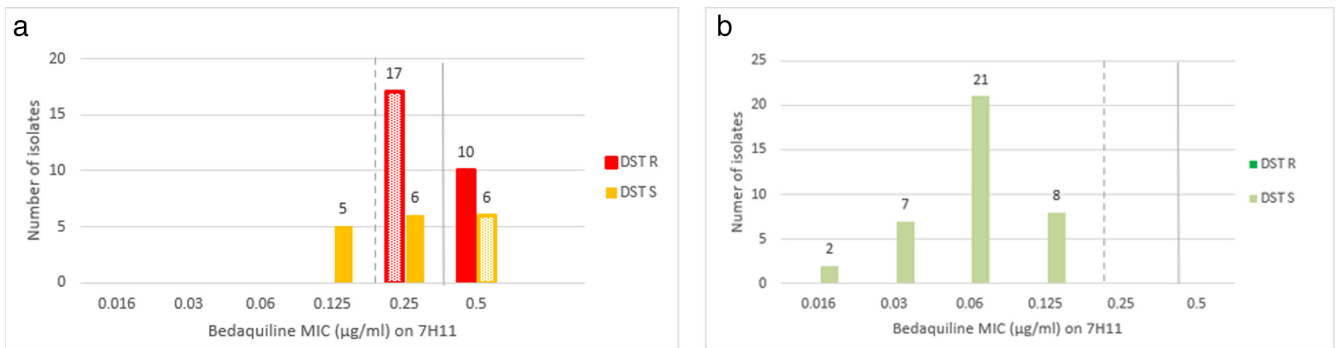 a
20
15
10
5
0
Number of isolates
17
10
5
6
6
0.016 0.03 0.06 0.125 0.25 0.5
Bedaquiline MIC (µg/ml) on 7H11
DST R
DST S
b
25
20
15
10
5
0
Numer of isolates
21
7
8
2
0.016 0.03 0.06 0.125 0.25 0.5
Bedaquiline MIC (µg/ml) on 7H11
DST R
DST S